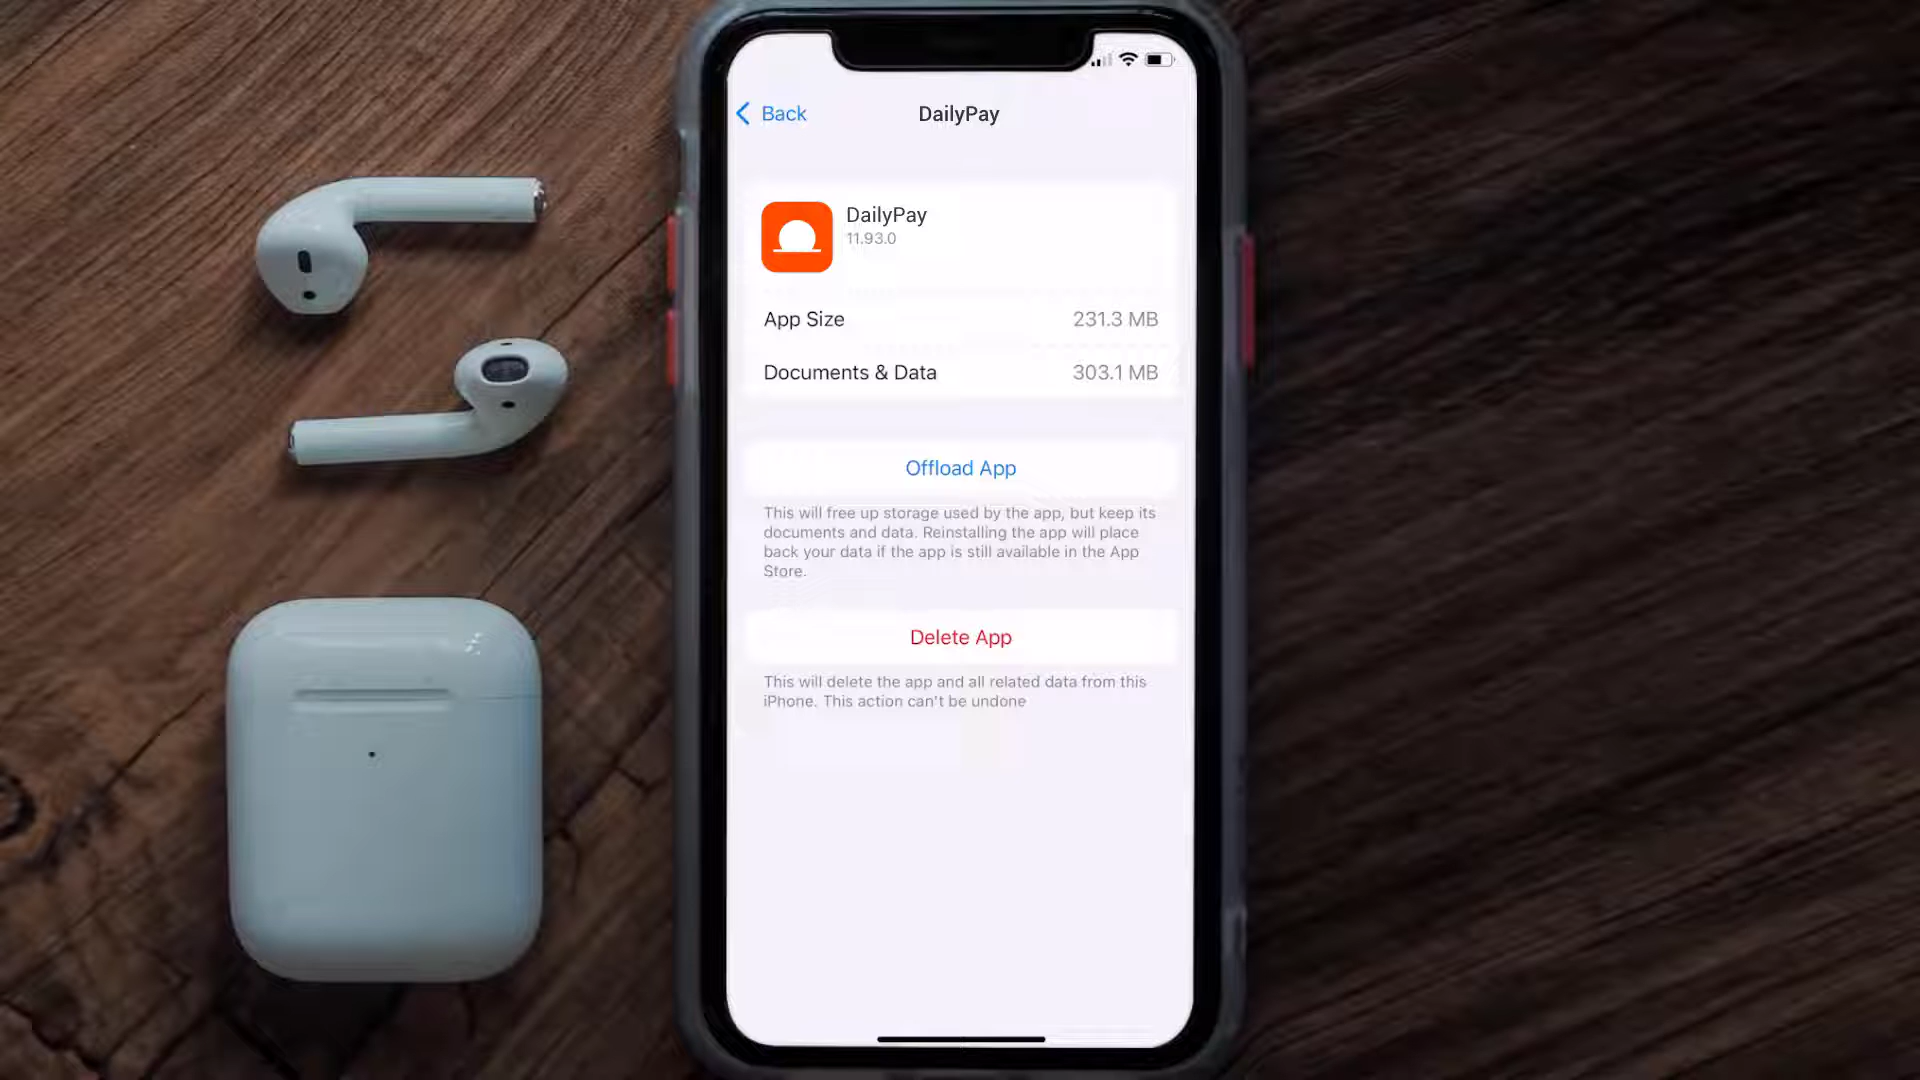 Back
DailyPay
DailyPay
11.93.0
App Size 231.3 MB
Documents & Data 303.1 MB
Offload App
This will free up storage used by the app, but keep its
documents and data. Reinstalling the app will place
back your data if the app is still available in the App
Store.
Delete App
This will delete the app and all related data from this
iPhone. This action can't be undone